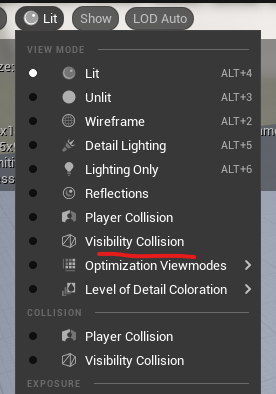 Lit Show LOD Auto
VIEW MODE
Lit ALT+4
Unlit ALT+3
Wireframe ALT+2
Detail Lighting ALT+5
Lighting Only ALT+6
Reflections
Player Collision
Visibility Collision
Optimization Viewmodes
Level of Detail Coloration
COLLISION
Player Collision
Visibility Collision
EXPOSURE